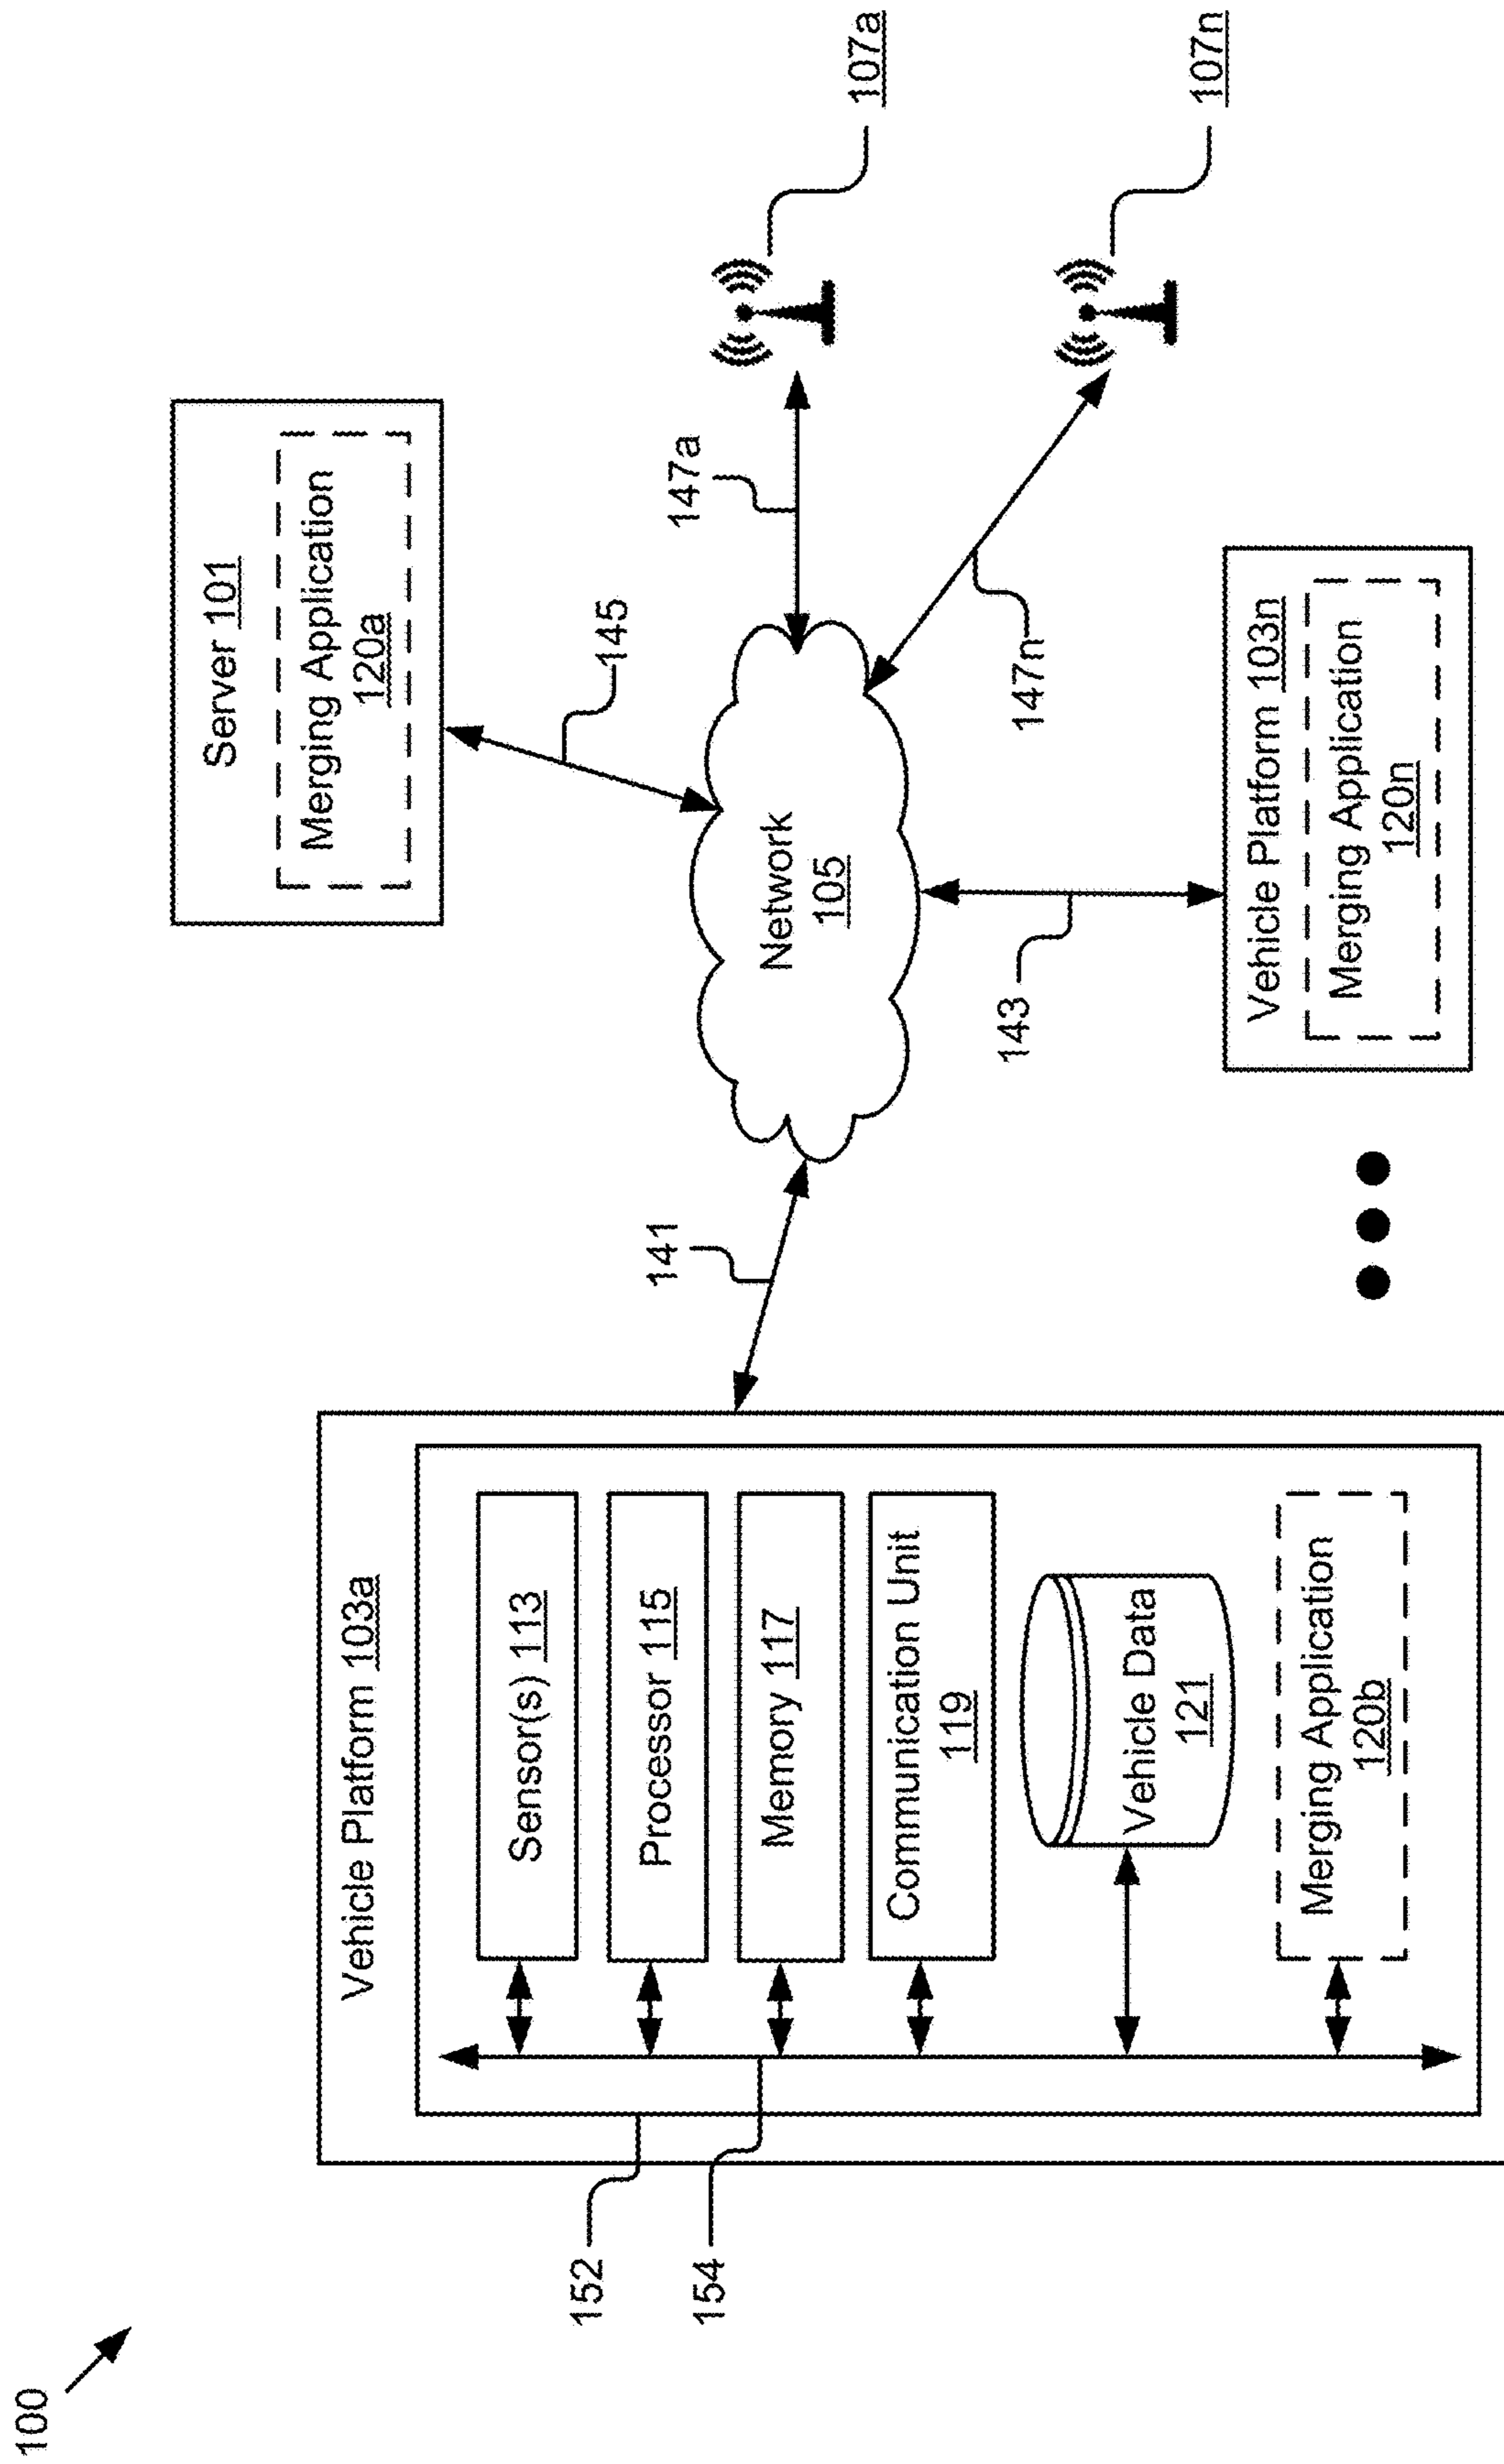 100
Vehicle Platform 103a
Sensor(s) 113
Processor 115
Memory 117
Communication Unit
119
Vehicle Data
121
Merging Application
120b
152
154
141
Server 101
Merging Application
120a
145
Network
105
147a
107a
147n
107n
143
Vehicle Platform 103n
Merging Application
120n